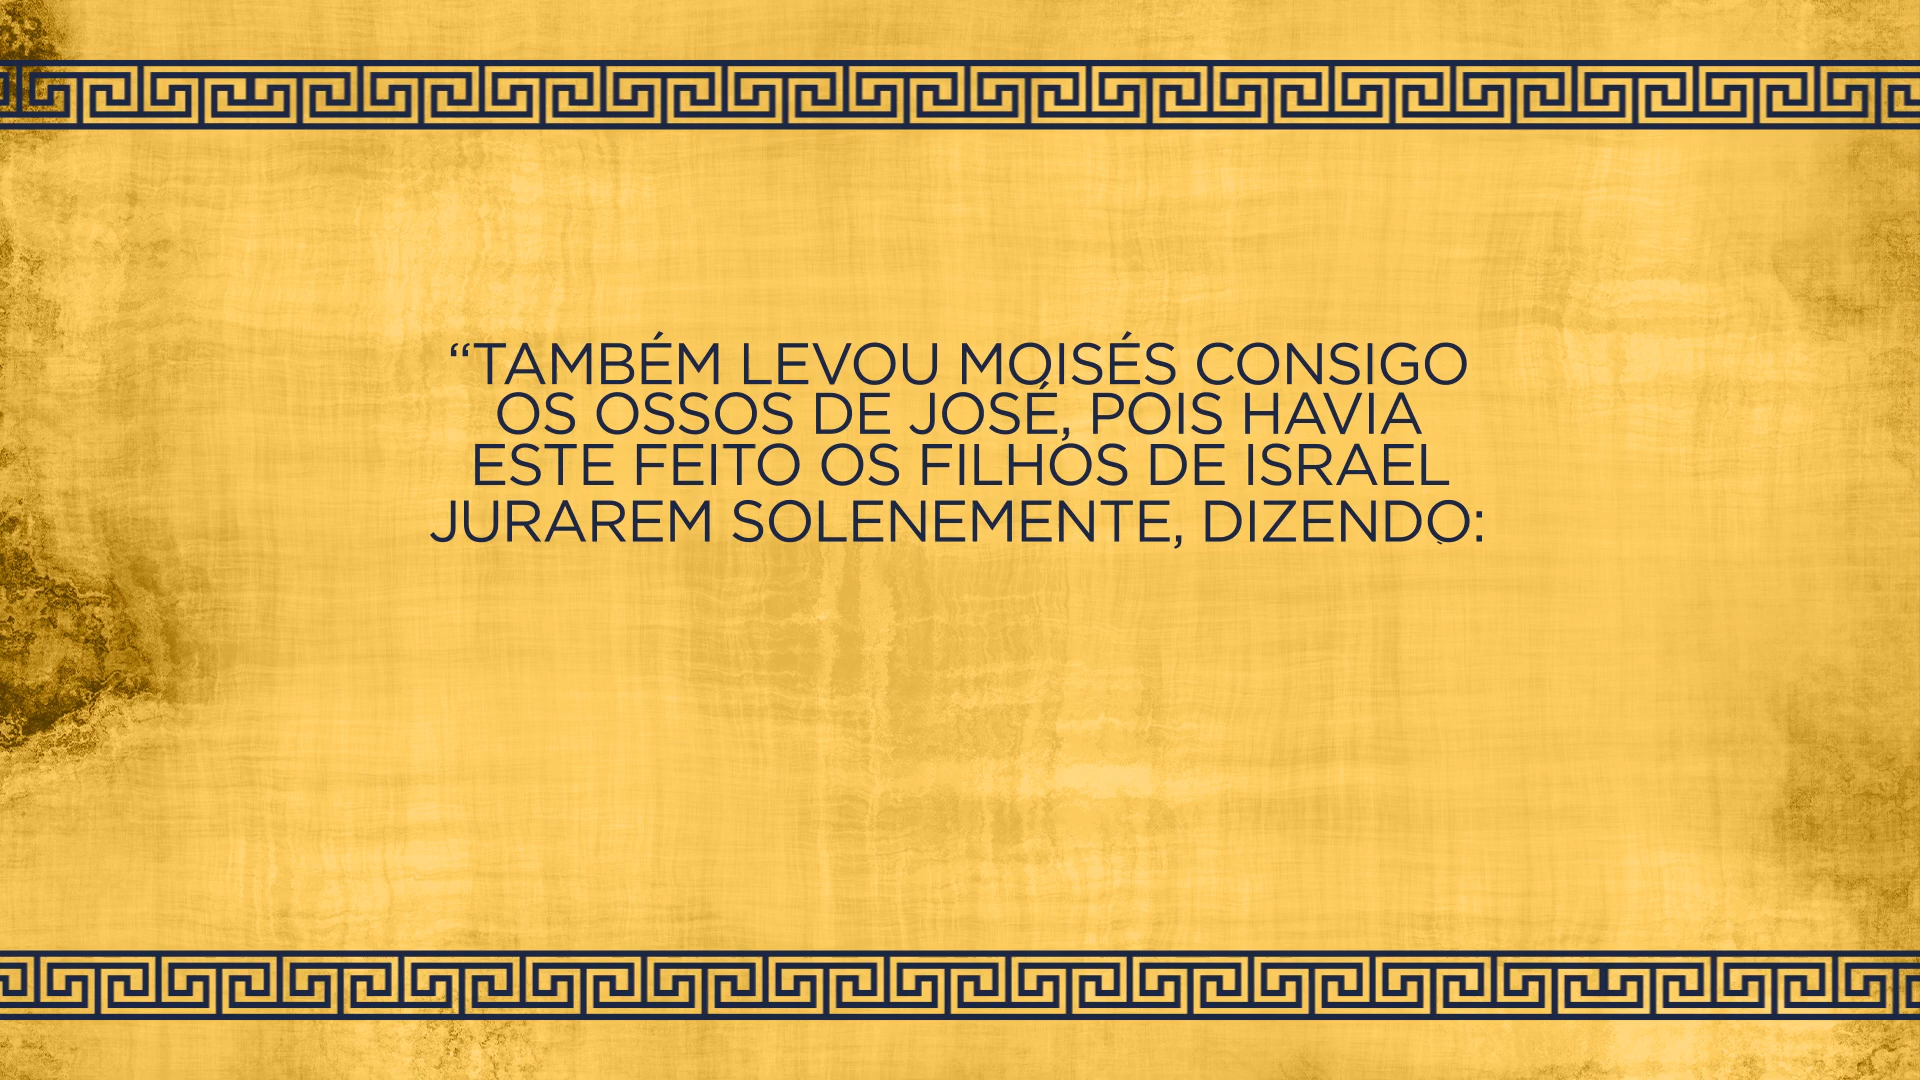 “TAMBÉM LEVOU MOISÉS CONSIGO
OS OSSOS DE JOSÉ, POIS HAVIA
ESTE FEITO OS FILHOS DE ISRAEL
JURAREM SOLENEMENTE, DIZENDO: